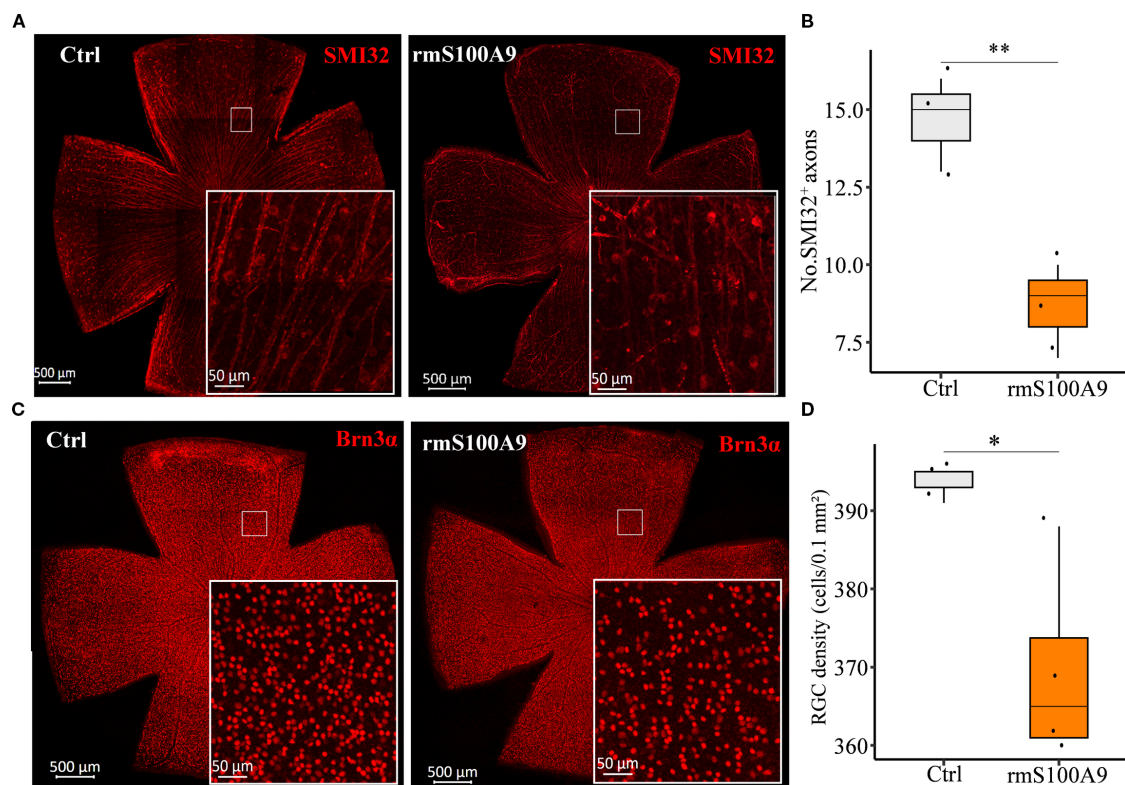 A
Ctrl
SMI32
500 µm
50 µm
rmS100A9
SMI32
500 µm
50 µm
B
**
No.SMI32⁺ axons
15.0
12.5
10.0
7.5
Ctrl
rmS100A9
C
Ctrl
Brn3α
500 µm
50 µm
rmS100A9
Brn3α
500 µm
50 µm
D
*
RGC density (cells/0.1 mm²)
390
380
370
360
Ctrl
rmS100A9